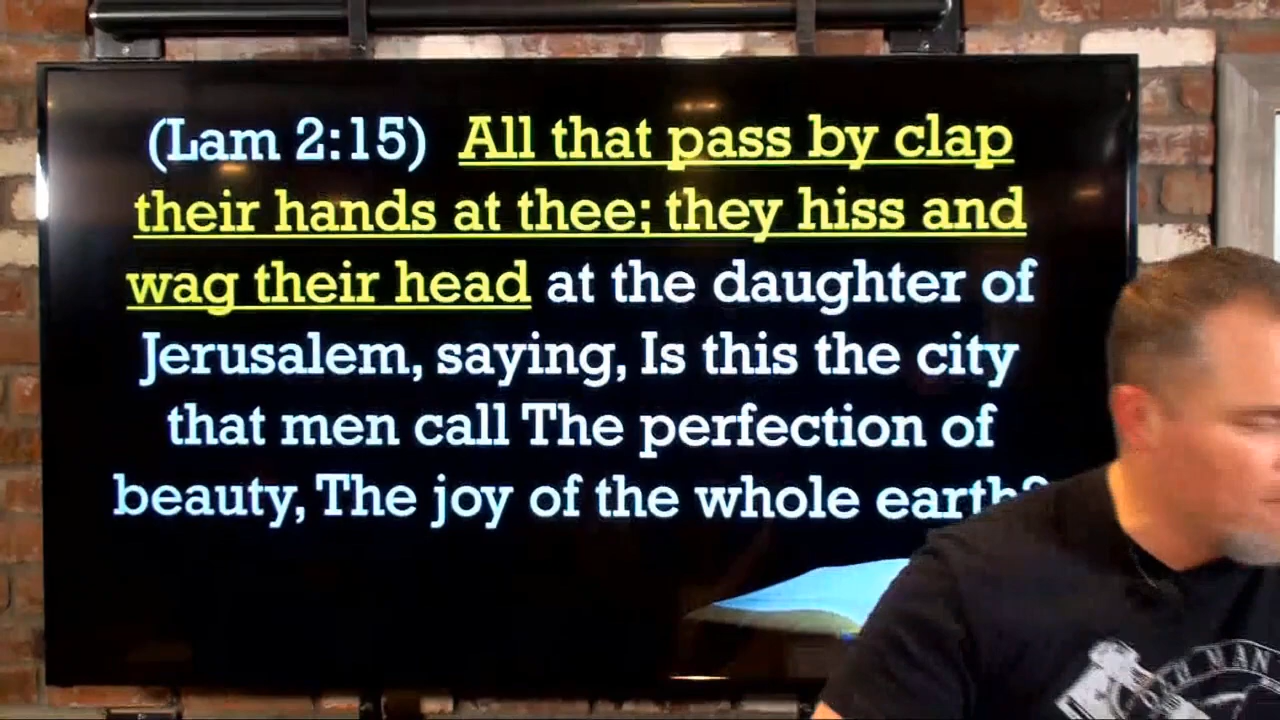 (Lam 2:15) All that pass by clap
their hands at thee; they hiss and
wag their head at the daughter of
Jerusalem, saying, Is this the city
that men call The perfection of
beauty, The joy of the whole earth?
MAN